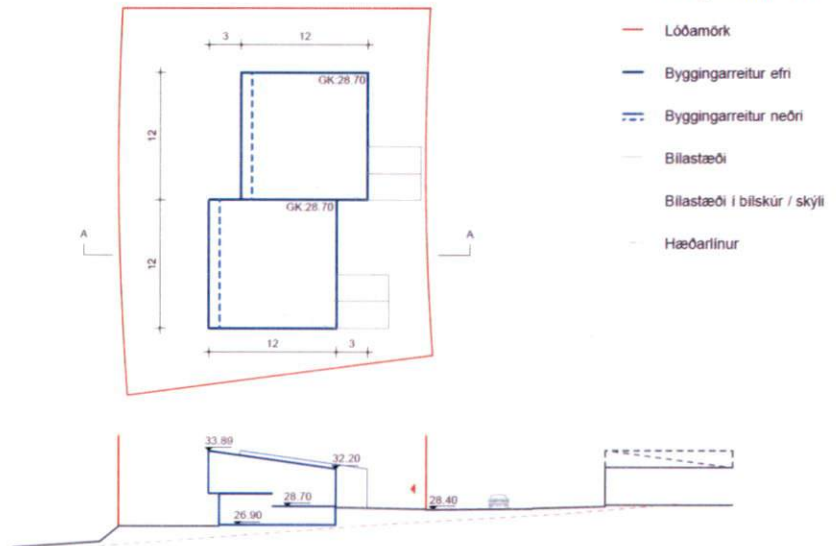 3 12
GK:28.70
12
GK:28.70
A A
12
12 3
Lóðamörk
Byggingarreitur efri
Byggingarreitur neðri
Bílastæði
Bílastæði í bílskúr / skýli
Hæðarlínur
33.89
32.20
28.70
28.40
26.90